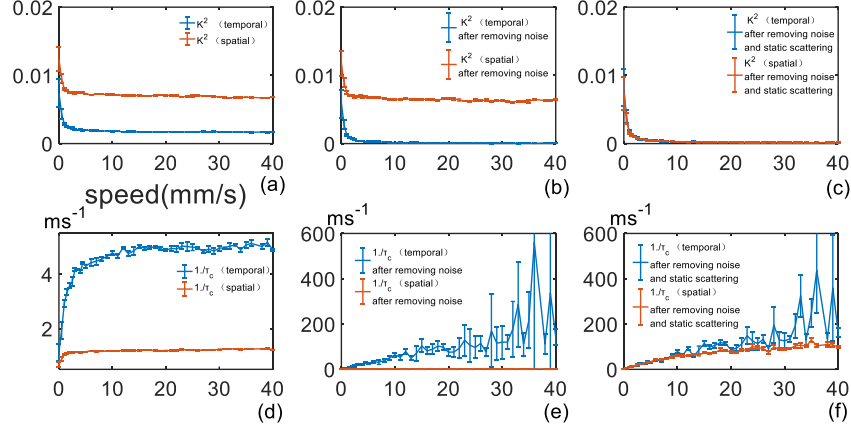 0.02
K² （temporal）
K² （spatial）
0.01
0
0 10 20 30 40
speed(mm/s)
(a)
0.02
K² （temporal）
after removing noise
K² （spatial）
after removing noise
0.01
0
0 10 20 30 40
(b)
0.02
K² （temporal）
after removing noise
and static scattering
K² （spatial）
after removing noise
and static scattering
0.01
0
0 10 20 30 40
(c)
ms⁻¹
4
2
1./τc （temporal）
1./τc （spatial）
0 10 20 30 40
(d)
ms⁻¹
600
400
200
0
1./τc （temporal）
after removing noise
1./τc （spatial）
after removing noise
0 10 20 30 40
(e)
ms⁻¹
600
400
200
0
1./τc （temporal）
after removing noise
and static scattering
1./τc （spatial）
after removing noise
and static scattering
0 10 20 30 40
(f)